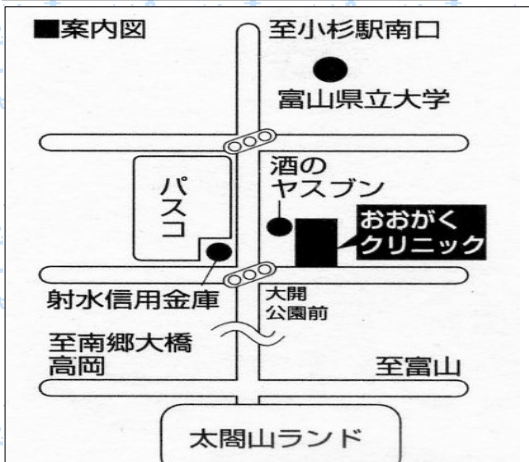 ■案内図
至小杉駅南口
富山県立大学
酒の
ヤスブン
パスコ
おおがく
クリニック
射水信用金庫
大開
公園前
至南郷大橋
高岡
至富山
太閤山ランド